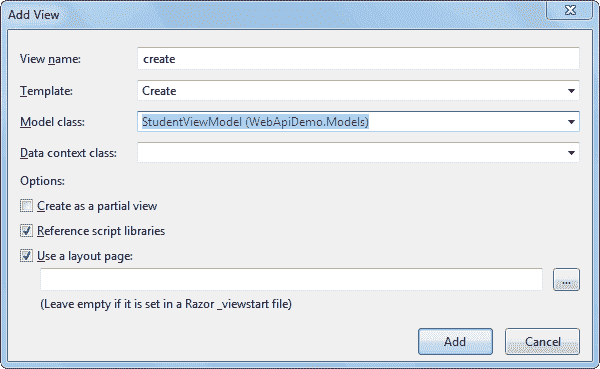 Add View
View name: create
Template: Create
Model class: StudentViewModel (WebApiDemo.Models)
Data context class:
Options:
Create as a partial view
Reference script libraries
Use a layout page:
...
(Leave empty if it is set in a Razor _viewstart file)
Add Cancel